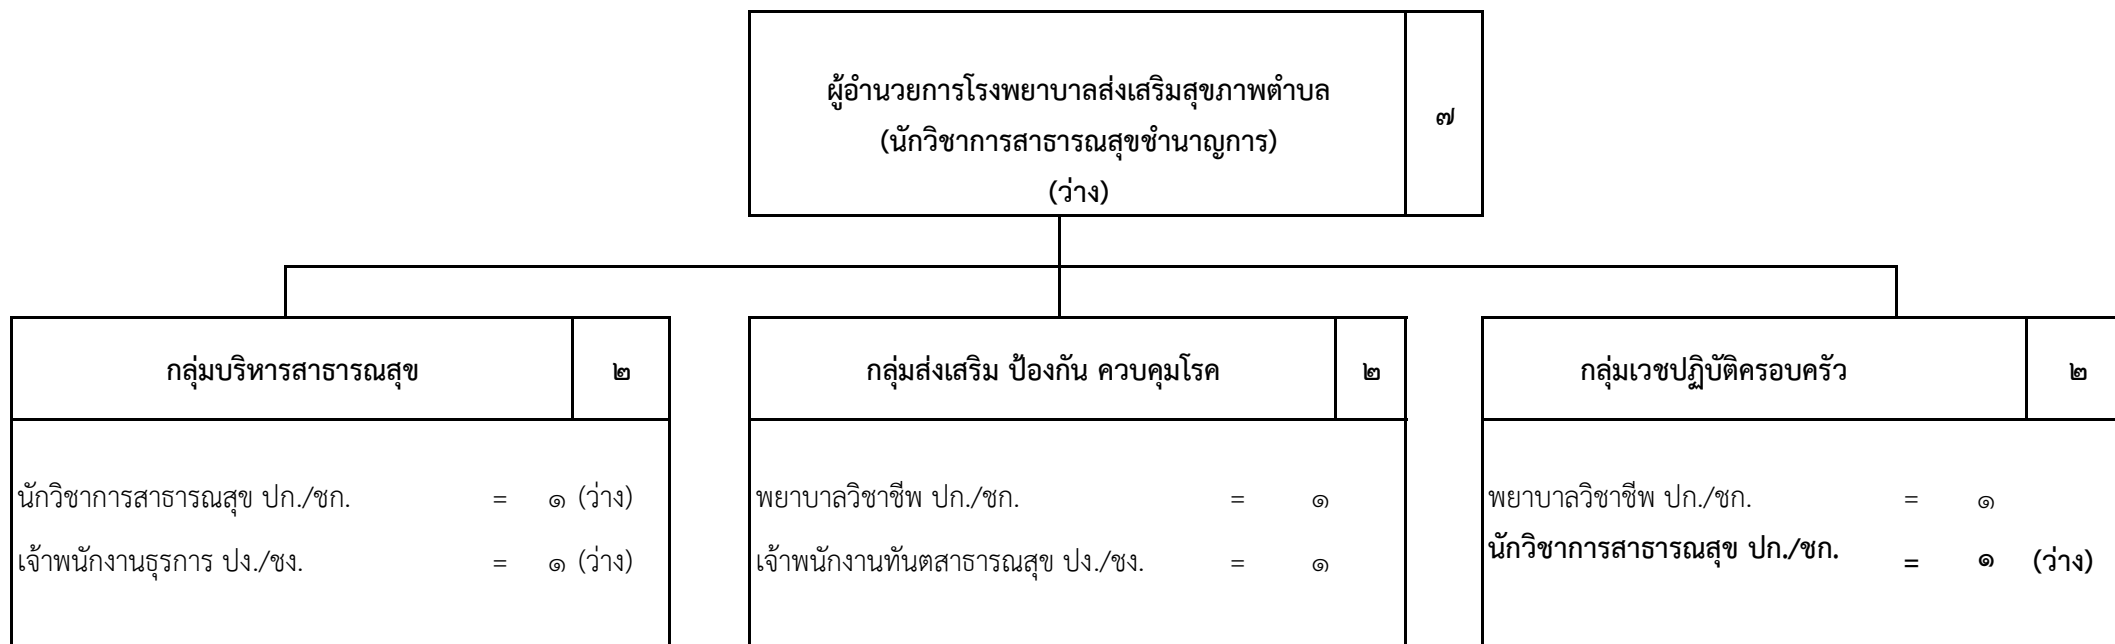 ผู้อำนวยการโรงพยาบาลส่งเสริมสุขภาพตำบล
(นักวิชาการสาธารณสุขชำนาญการ)
(ว่าง)
๗
กลุ่มบริหารสาธารณสุข ๒
นักวิชาการสาธารณสุข ปก./ชก. = ๑ (ว่าง)
เจ้าพนักงานธุรการ ปง./ชง. = ๑ (ว่าง)
กลุ่มส่งเสริม ป้องกัน ควบคุมโรค ๒
พยาบาลวิชาชีพ ปก./ชก. = ๑
เจ้าพนักงานทันตสาธารณสุข ปง./ชง. = ๑
กลุ่มเวชปฏิบัติครอบครัว ๒
พยาบาลวิชาชีพ ปก./ชก. = ๑
นักวิชาการสาธารณสุข ปก./ชก. = ๑ (ว่าง)